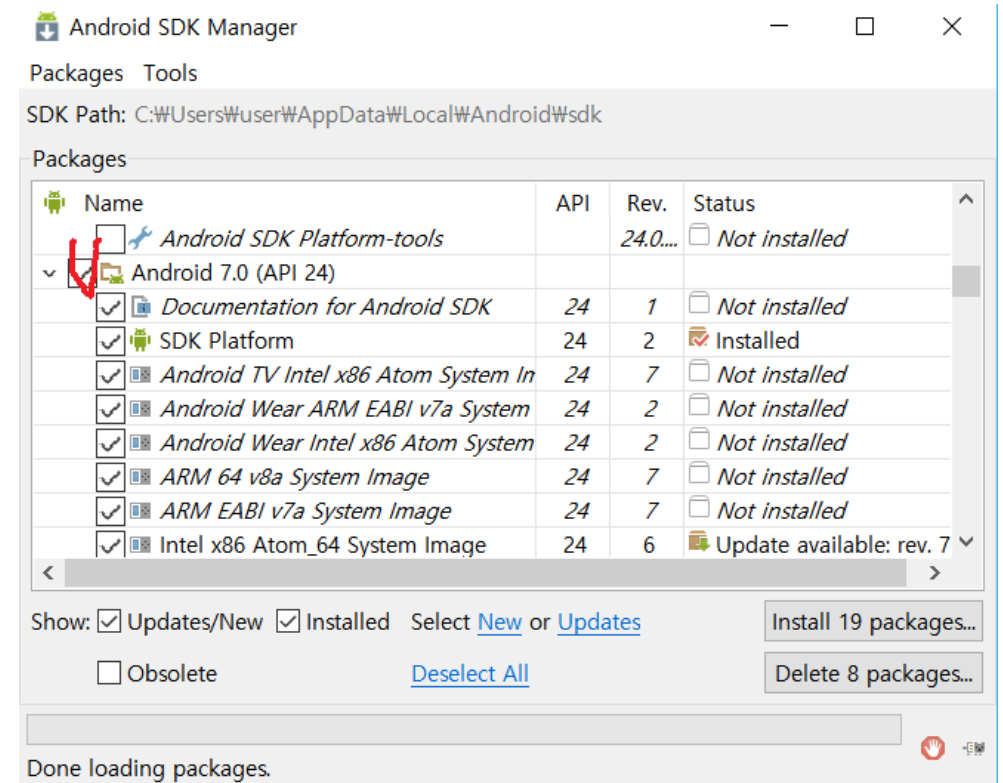 Android SDK Manager
Packages Tools
SDK Path: C:₩Users₩user₩AppData₩Local₩Android₩sdk
Packages
Name API Rev. Status
Android SDK Platform-tools 24.0.... Not installed
Android 7.0 (API 24)
Documentation for Android SDK 24 1 Not installed
SDK Platform 24 2 Installed
Android TV Intel x86 Atom System Im 24 7 Not installed
Android Wear ARM EABI v7a System 24 2 Not installed
Android Wear Intel x86 Atom System 24 2 Not installed
ARM 64 v8a System Image 24 7 Not installed
ARM EABI v7a System Image 24 7 Not installed
Intel x86 Atom_64 System Image 24 6 Update available: rev. 7
Show: Updates/New Installed Select New or Updates Install 19 packages...
Obsolete Deselect All Delete 8 packages...
Done loading packages.